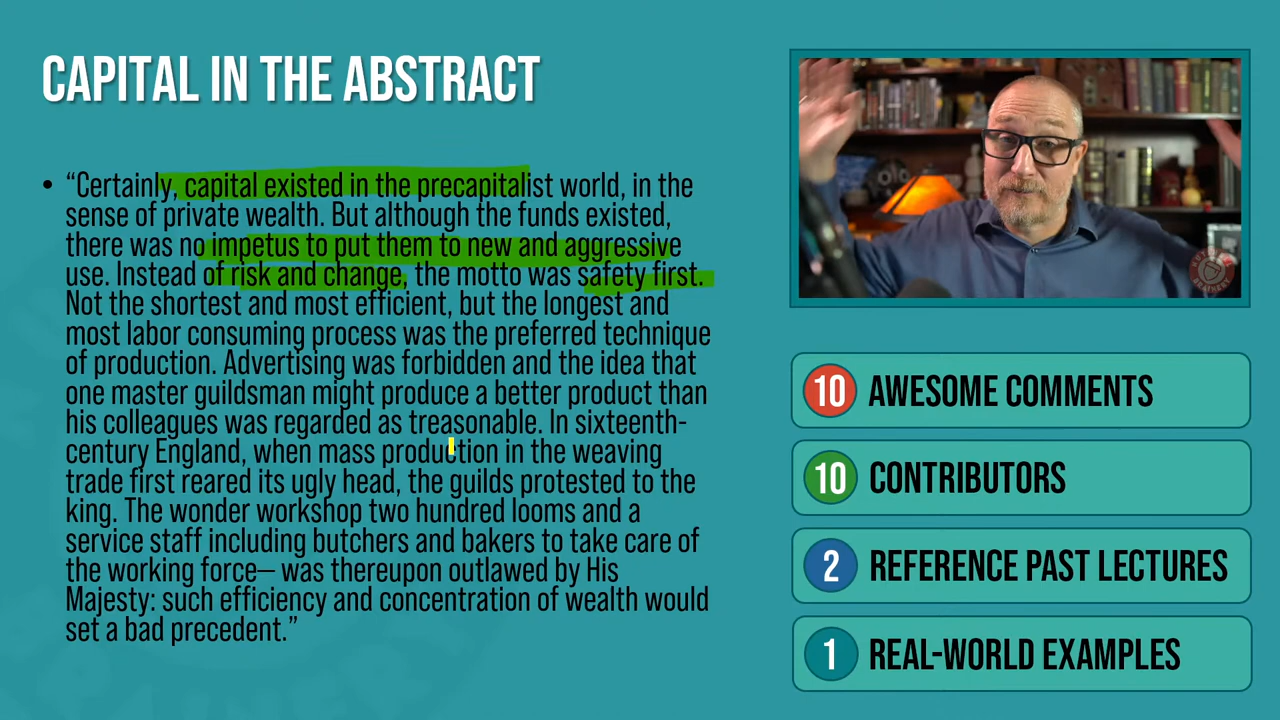 CAPITAL IN THE ABSTRACT
• “Certainly, capital existed in the precapitalist world, in the
sense of private wealth. But although the funds existed,
there was no impetus to put them to new and aggressive
use. Instead of risk and change, the motto was safety first.
Not the shortest and most efficient, but the longest and
most labor consuming process was the preferred technique
of production. Advertising was forbidden and the idea that
one master guildsman might produce a better product than
his colleagues was regarded as treasonable. In sixteenth-
century England, when mass production in the weaving
trade first reared its ugly head, the guilds protested to the
king. The wonder workshop two hundred looms and a
service staff including butchers and bakers to take care of
the working force— was thereupon outlawed by His
Majesty: such efficiency and concentration of wealth would
set a bad precedent.”
10 AWESOME COMMENTS
10 CONTRIBUTORS
2 REFERENCE PAST LECTURES
1 REAL-WORLD EXAMPLES